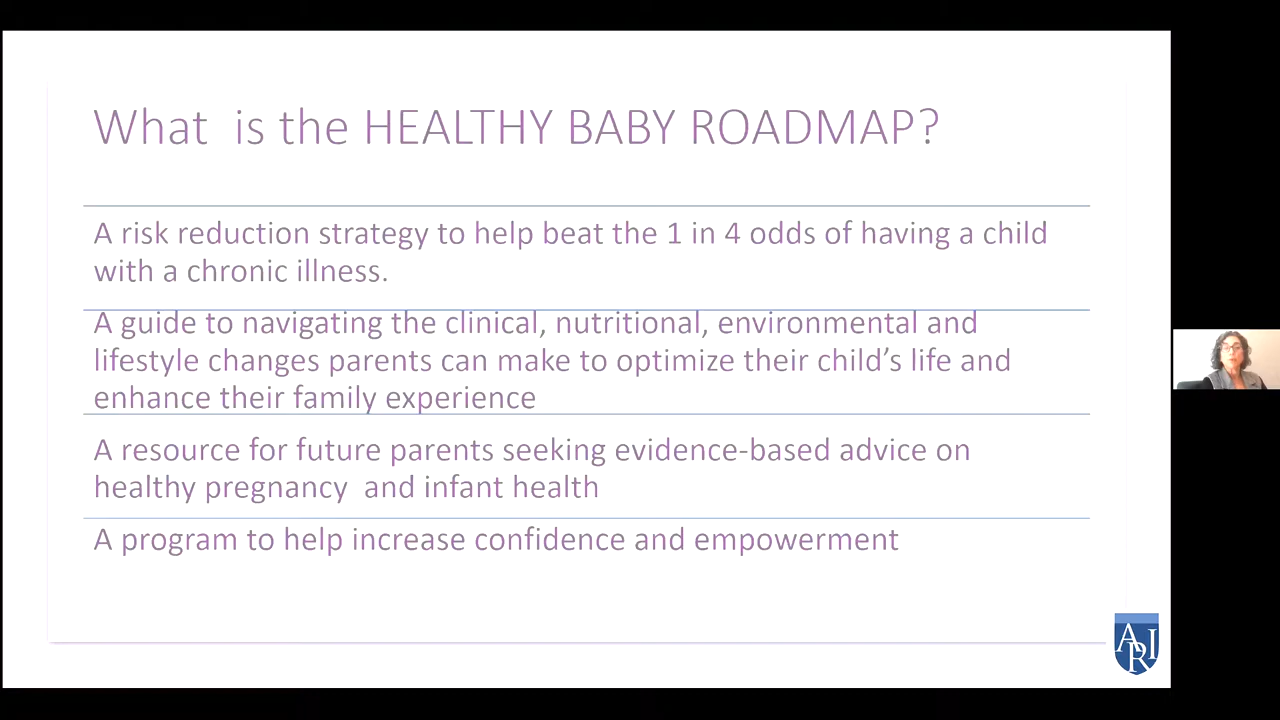 What is the HEALTHY BABY ROADMAP?
A risk reduction strategy to help beat the 1 in 4 odds of having a child
with a chronic illness.
A guide to navigating the clinical, nutritional, environmental and
lifestyle changes parents can make to optimize their child’s life and
enhance their family experience
A resource for future parents seeking evidence-based advice on
healthy pregnancy and infant health
A program to help increase confidence and empowerment
ARI